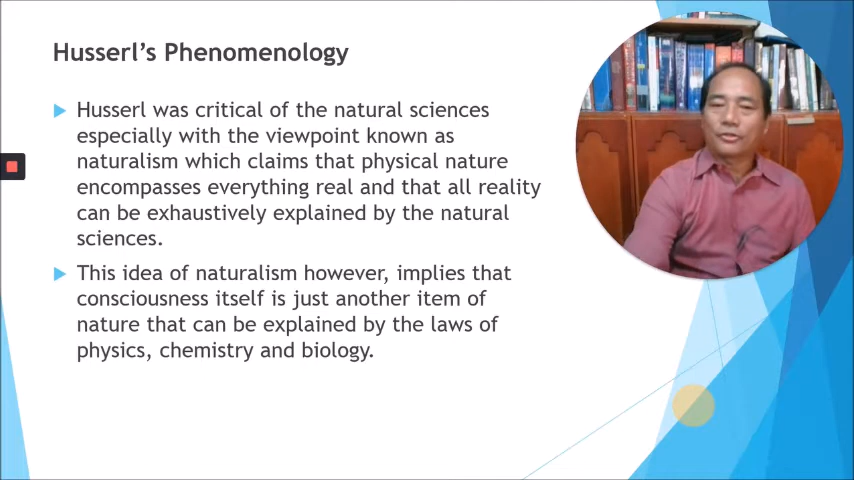 Husserl's Phenomenology
Husserl was critical of the natural sciences
especially with the viewpoint known as
naturalism which claims that physical nature
encompasses everything real and that all reality
can be exhaustively explained by the natural
sciences.
This idea of naturalism however, implies that
consciousness itself is just another item of
nature that can be explained by the laws of
physics, chemistry and biology.